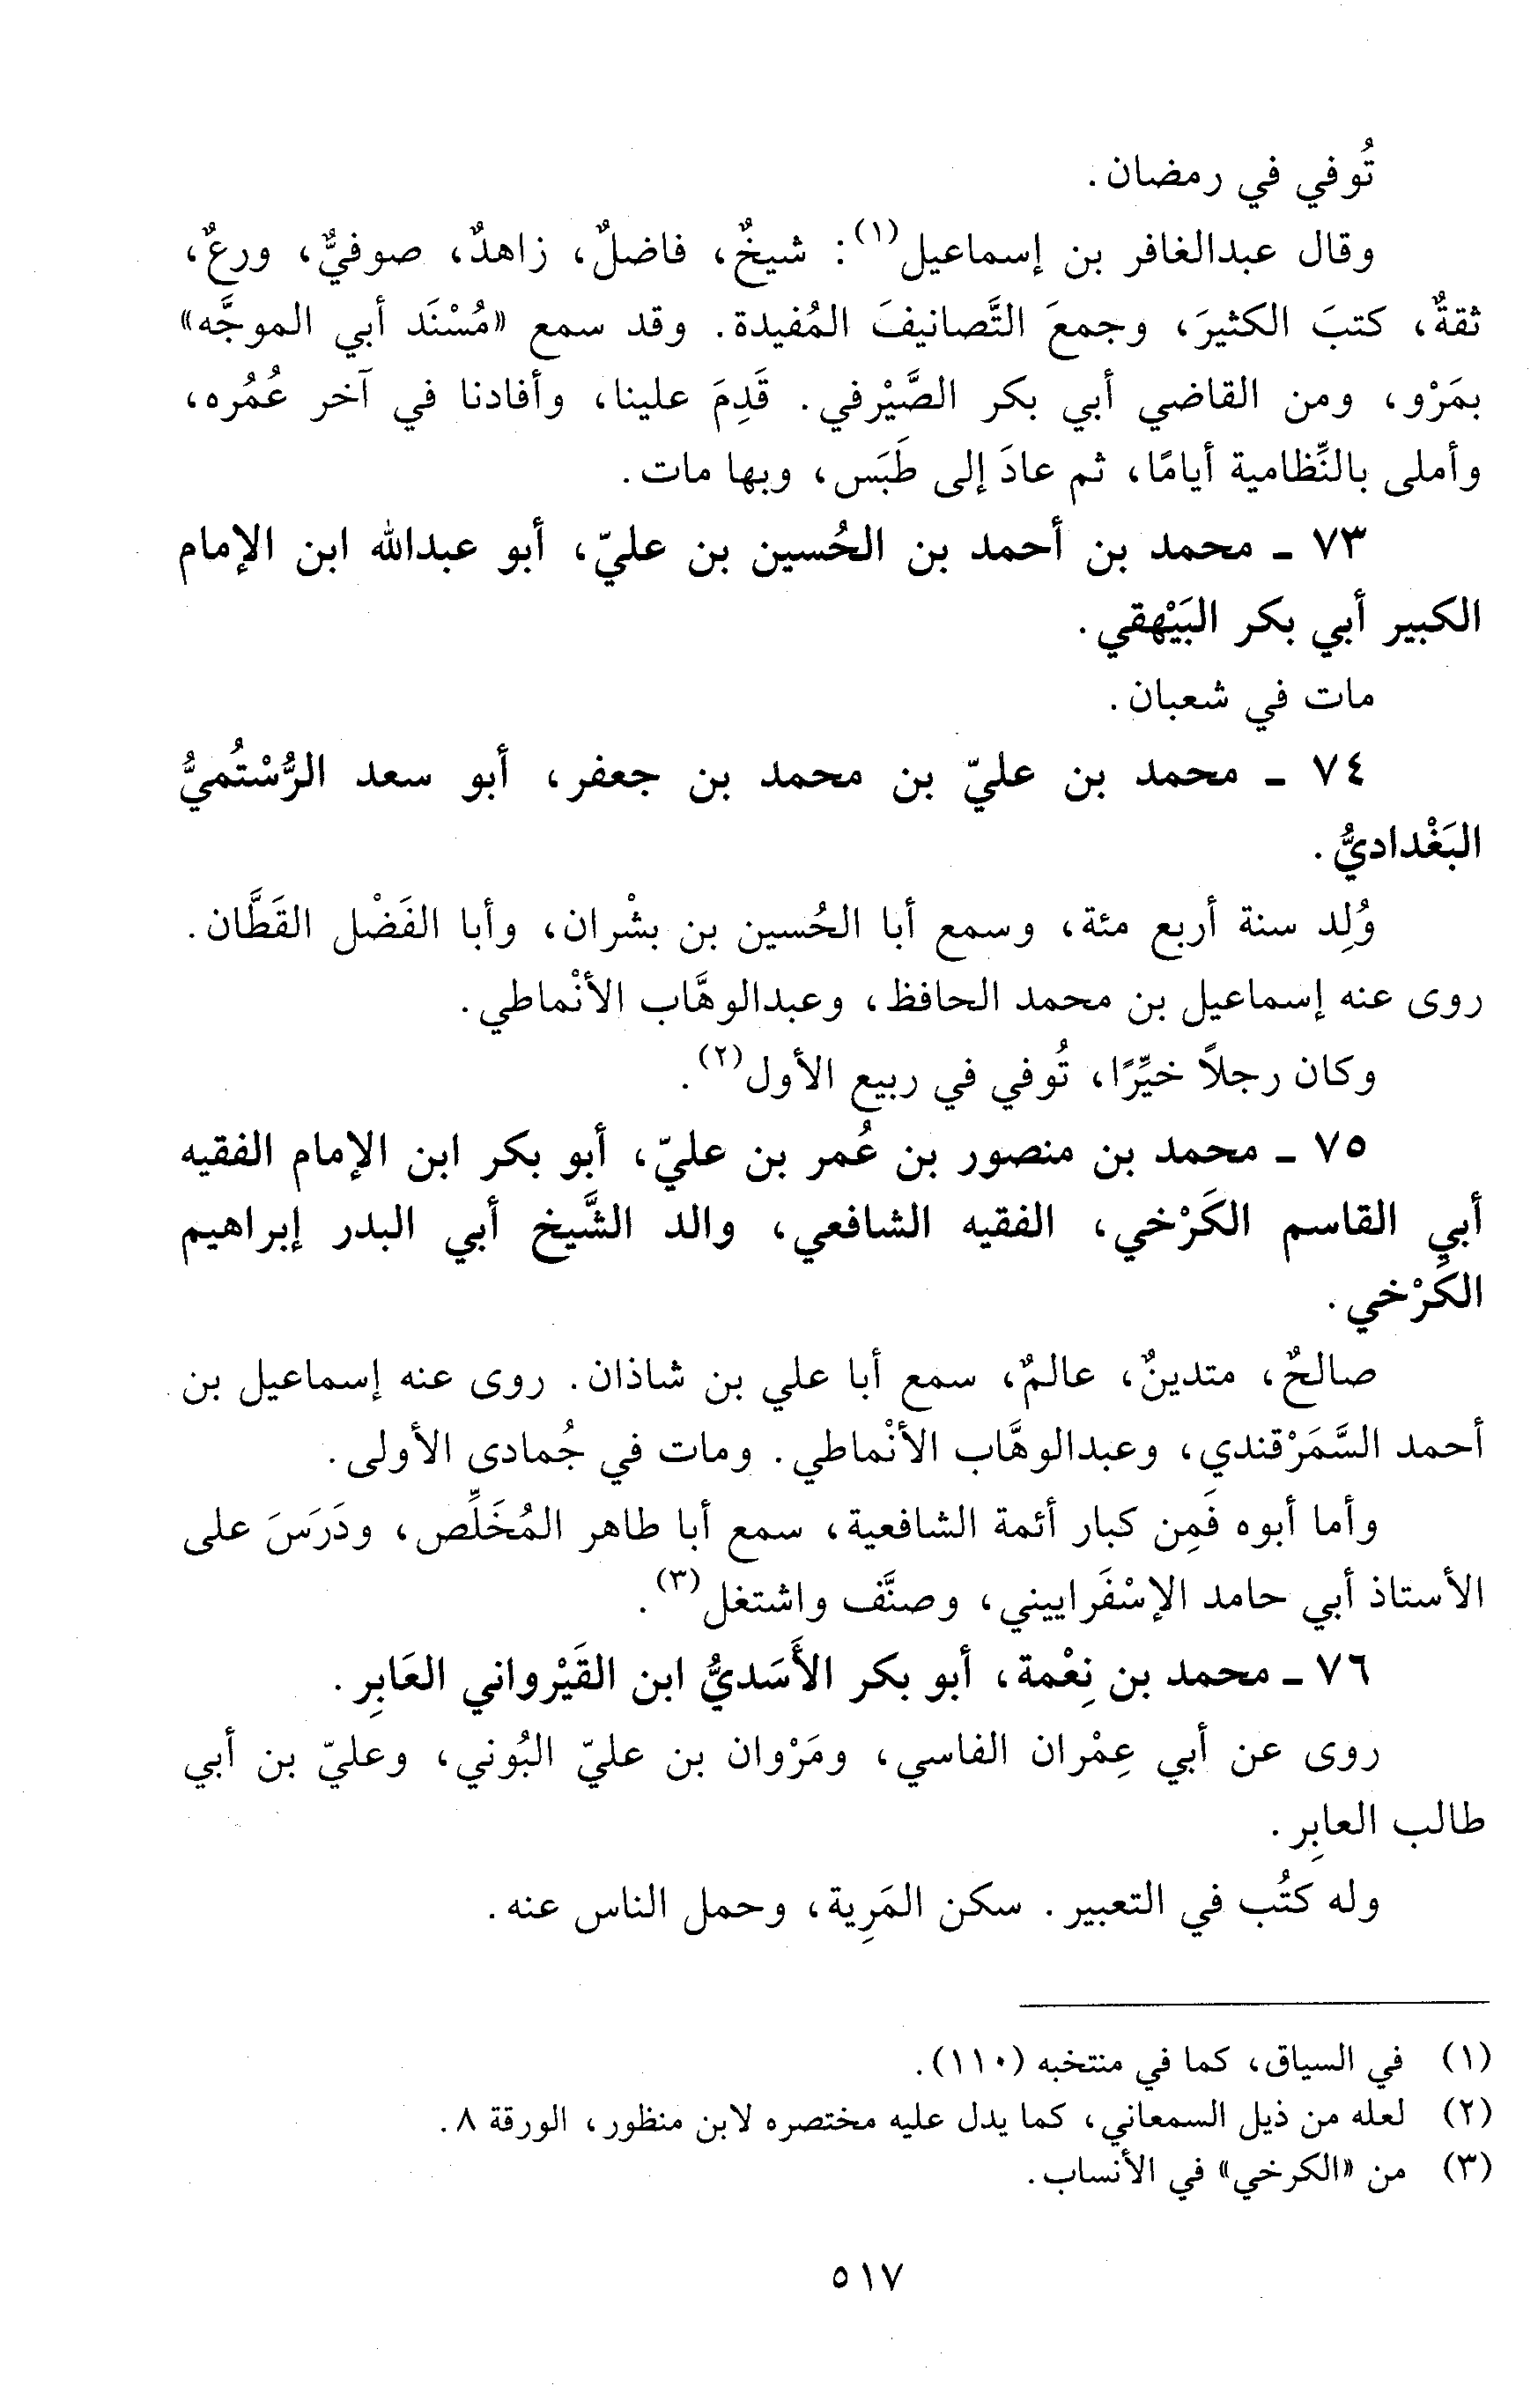 تُوفي في رمضان.
وقال عبدالغافر بن إسماعيل(١): شيخٌ، فاضلٌ، زاهدٌ، صوفيٌّ، ورعٌ،
ثقةٌ، كتبَ الكثيرَ، وجمعَ التَّصانيفَ المُفيدة. وقد سمع «مُسْنَد أبي الموجَّه»
بمَرْو، ومن القاضي أبي بكر الصَّيْرفي. قَدِمَ علينا، وأفادنا في آخر عُمُره،
وأملى بالنِّظامية أيامًا، ثم عادَ إلى طَبَس، وبها مات.
٧٣ ـ محمد بن أحمد بن الحُسين بن عليّ، أبو عبدالله ابن الإمام
الكبير أبي بكر البَيْهقي.
مات في شعبان.
٧٤ ـ محمد بن عليّ بن محمد بن جعفر، أبو سعد الرُّسْتُميُّ
البَغْداديُّ.
وُلِد سنة أربع مئة، وسمع أبا الحُسين بن بشْران، وأبا الفَضْل القَطَّان.
روى عنه إسماعيل بن محمد الحافظ، وعبدالوهَّاب الأنْماطي.
وكان رجلاً خيِّرًا، تُوفي في ربيع الأول(٢).
٧٥ ـ محمد بن منصور بن عُمر بن عليّ، أبو بكر ابن الإمام الفقيه
أبي القاسم الكَرْخي، الفقيه الشافعي، والد الشَّيخ أبي البدر إبراهيم
الكَرْخي.
صالحٌ، متدينٌ، عالمٌ، سمع أبا علي بن شاذان. روى عنه إسماعيل بن
أحمد السَّمَرْقندي، وعبدالوهَّاب الأنْماطي. ومات في جُمادى الأولى.
وأما أبوه فَمِن كبار أئمة الشافعية، سمع أبا طاهر المُخَلِّص، ودَرَسَ على
الأستاذ أبي حامد الإسْفَراييني، وصنَّف واشتغل(٣).
٧٦ ـ محمد بن نِعْمة، أبو بكر الأَسَديُّ ابن القَيْرواني العَابِر.
روى عن أبي عِمْران الفاسي، ومَرْوان بن عليّ البُوني، وعليّ بن أبي
طالب العابِر.
وله كتُب في التعبير. سكن المَرِية، وحمل الناس عنه.
(١) في السياق، كما في منتخبه (١١٠).
(٢) لعله من ذيل السمعاني، كما يدل عليه مختصره لابن منظور، الورقة ٨.
(٣) من «الكرخي» في الأنساب.
٥١٧